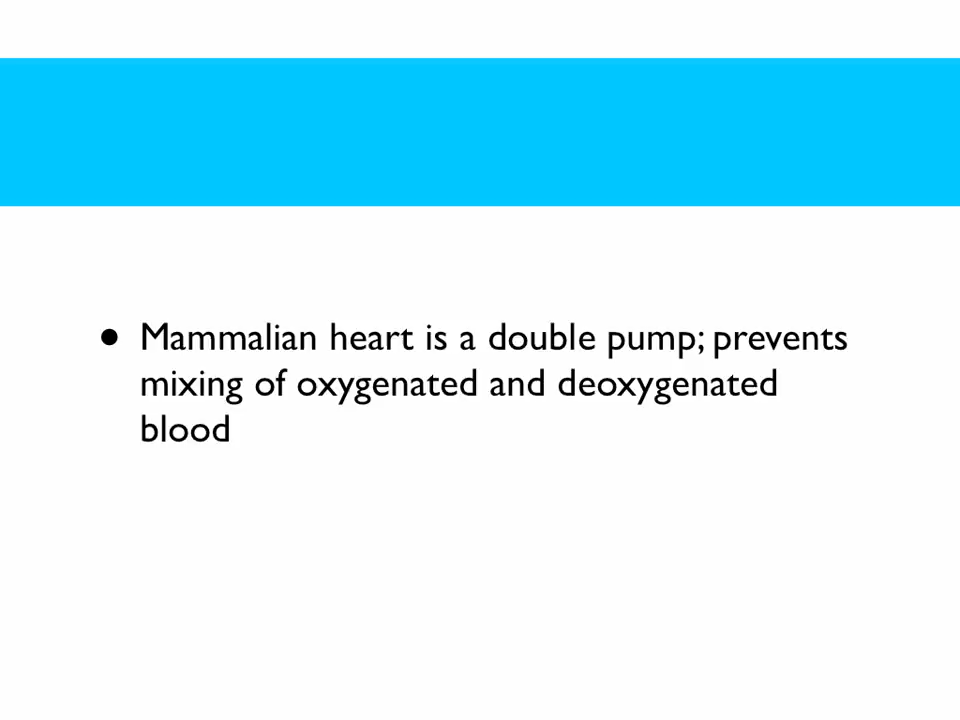 • Mammalian heart is a double pump; prevents
mixing of oxygenated and deoxygenated
blood